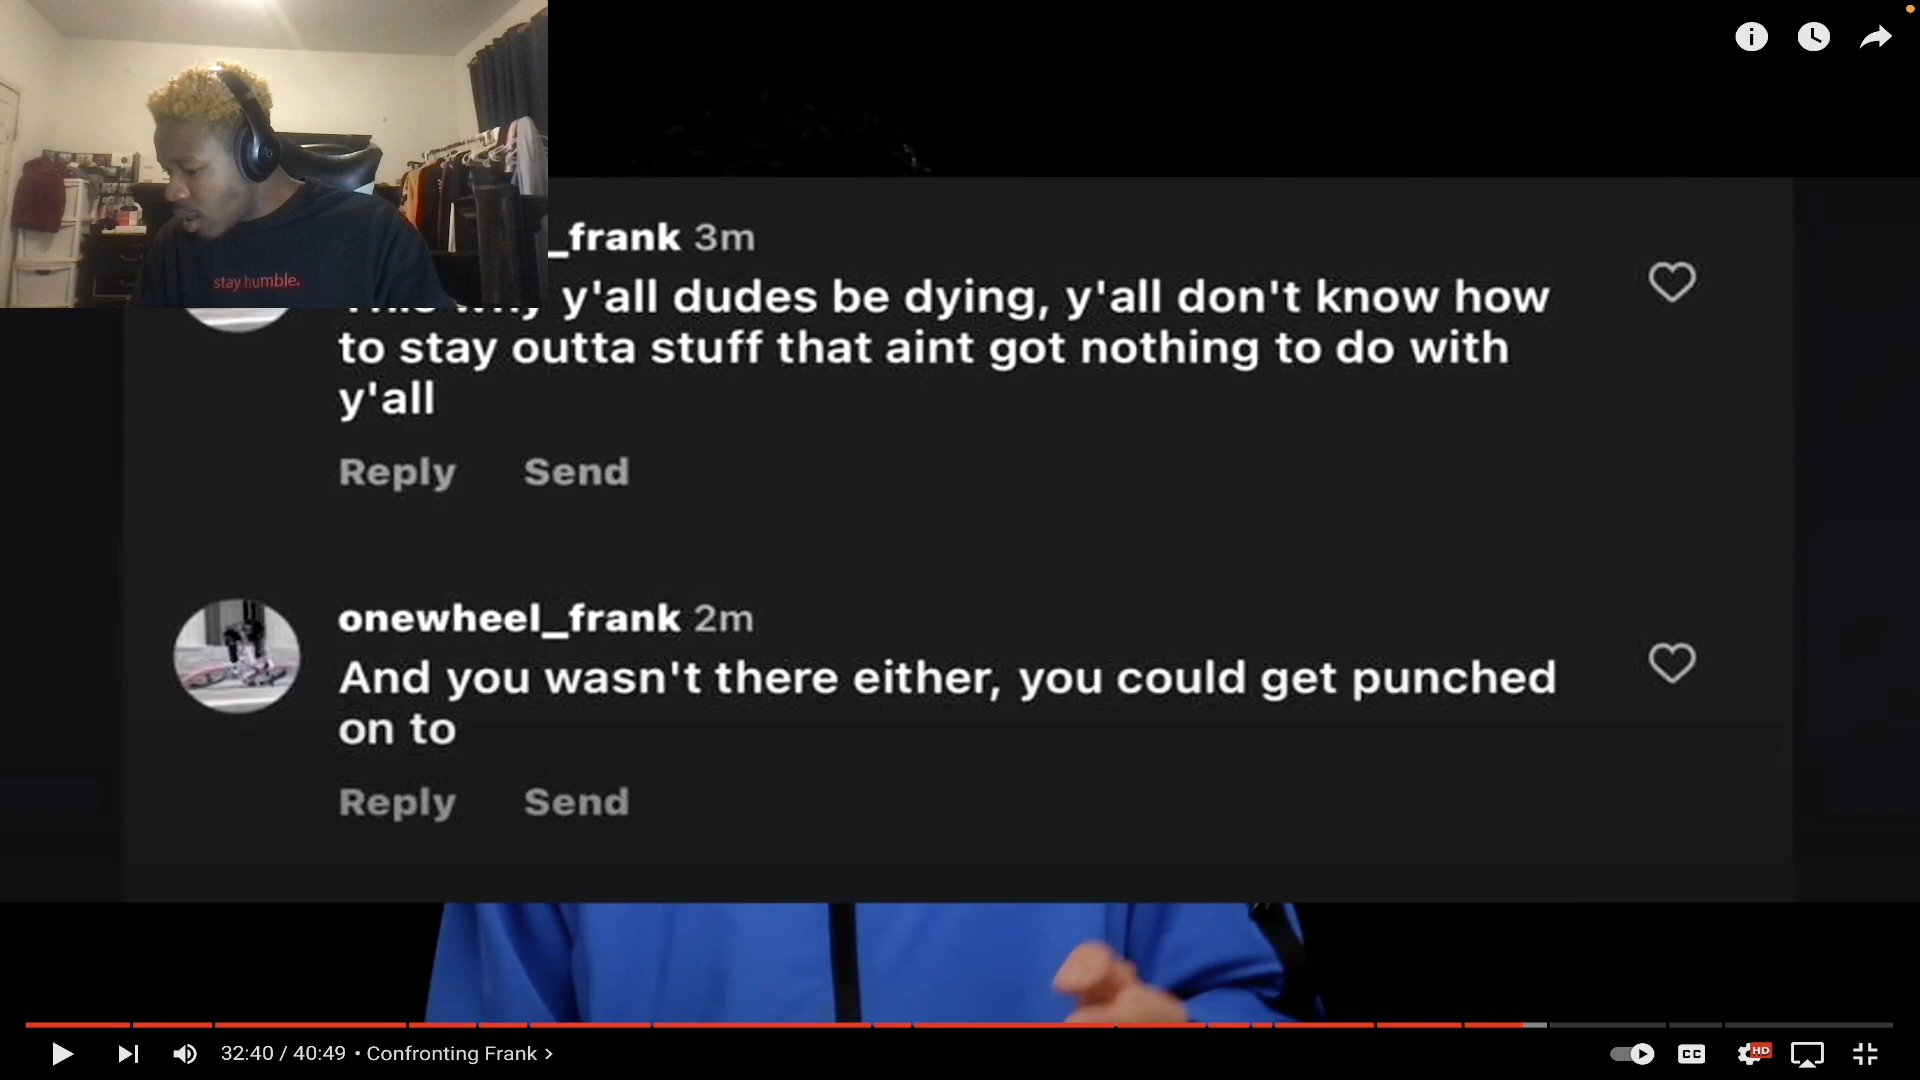 stay humble.
_frank 3m
y'all dudes be dying, y'all don't know how
to stay outta stuff that aint got nothing to do with
y'all
Reply Send
onewheel_frank 2m
And you wasn't there either, you could get punched
on to
Reply Send
32:40 / 40:49 • Confronting Frank >
CC
HD